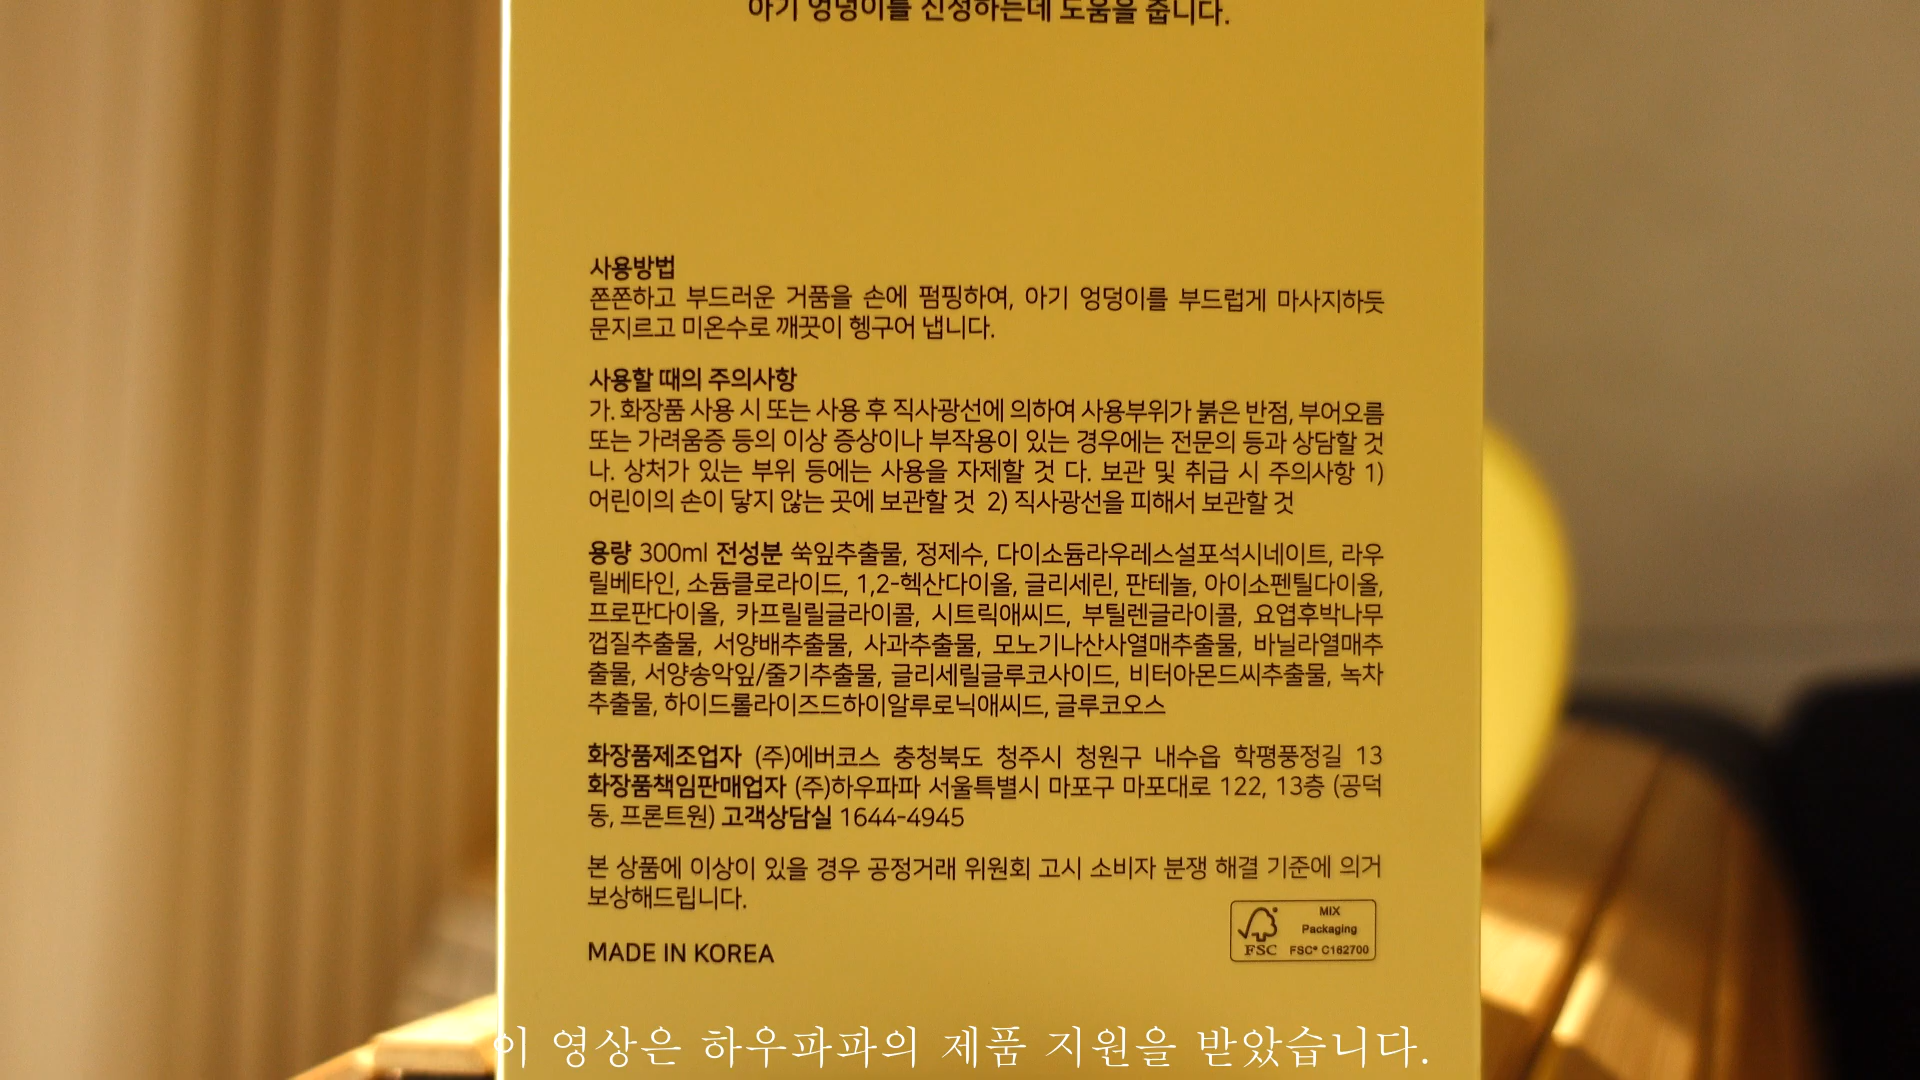 아기 엉덩이를 진정하는데 도움을 줍니다.
사용방법
쫀쫀하고 부드러운 거품을 손에 펌핑하여, 아기 엉덩이를 부드럽게 마사지하듯
문지르고 미온수로 깨끗이 헹구어 냅니다.
사용할 때의 주의사항
가. 화장품 사용 시 또는 사용 후 직사광선에 의하여 사용부위가 붉은 반점, 부어오름
또는 가려움증 등의 이상 증상이나 부작용이 있는 경우에는 전문의 등과 상담할 것
나. 상처가 있는 부위 등에는 사용을 자제할 것 다. 보관 및 취급 시 주의사항 1)
어린이의 손이 닿지 않는 곳에 보관할 것 2) 직사광선을 피해서 보관할 것
용량 300ml 전성분 쑥잎추출물, 정제수, 다이소듐라우레스설포석시네이트, 라우
릴베타인, 소듐클로라이드, 1,2-헥산다이올, 글리세린, 판테놀, 아이소펜틸다이올,
프로판다이올, 카프릴릴글라이콜, 시트릭애씨드, 부틸렌글라이콜, 요엽후박나무
껍질추출물, 서양배추출물, 사과추출물, 모노기나산사열매추출물, 바닐라열매추
출물, 서양송악잎/줄기추출물, 글리세릴글루코사이드, 비터아몬드씨추출물, 녹차
추출물, 하이드롤라이즈드하이알루로닉애씨드, 글루코오스
화장품제조업자 (주)에버코스 충청북도 청주시 청원구 내수읍 학평풍정길 13
화장품책임판매업자 (주)하우파파 서울특별시 마포구 마포대로 122, 13층 (공덕
동, 프론트원) 고객상담실 1644-4945
본 상품에 이상이 있을 경우 공정거래 위원회 고시 소비자 분쟁 해결 기준에 의거
보상해드립니다.
MADE IN KOREA
MIX
Packaging
FSC FSC® C162700
이 영상은 하우파파의 제품 지원을 받았습니다.